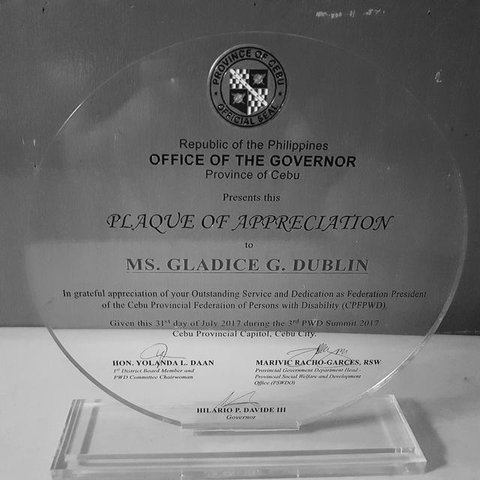 PROVINCE OF CEBU
OFFICIAL SEAL
Republic of the Philippines
OFFICE OF THE GOVERNOR
Province of Cebu
Presents this
PLAQUE OF APPRECIATION
to
MS. GLADICE G. DUBLIN
In grateful appreciation of your Outstanding Service and Dedication as Federation President
of the Cebu Provincial Federation of Persons with Disability (CPFPWD).
Given this 31st day of July 2017 during the 3rd PWD Summit 2017
Cebu Provincial Capitol, Cebu City.
HON. YOLANDA L. DAAN
1st District Board Member and
PWD Committee Chairwoman
MARIVIC RACHO-GARCES, RSW
Provincial Government Department Head -
Provincial Social Welfare and Development
Office (PSWDO)
HILARIO P. DAVIDE III
Governor